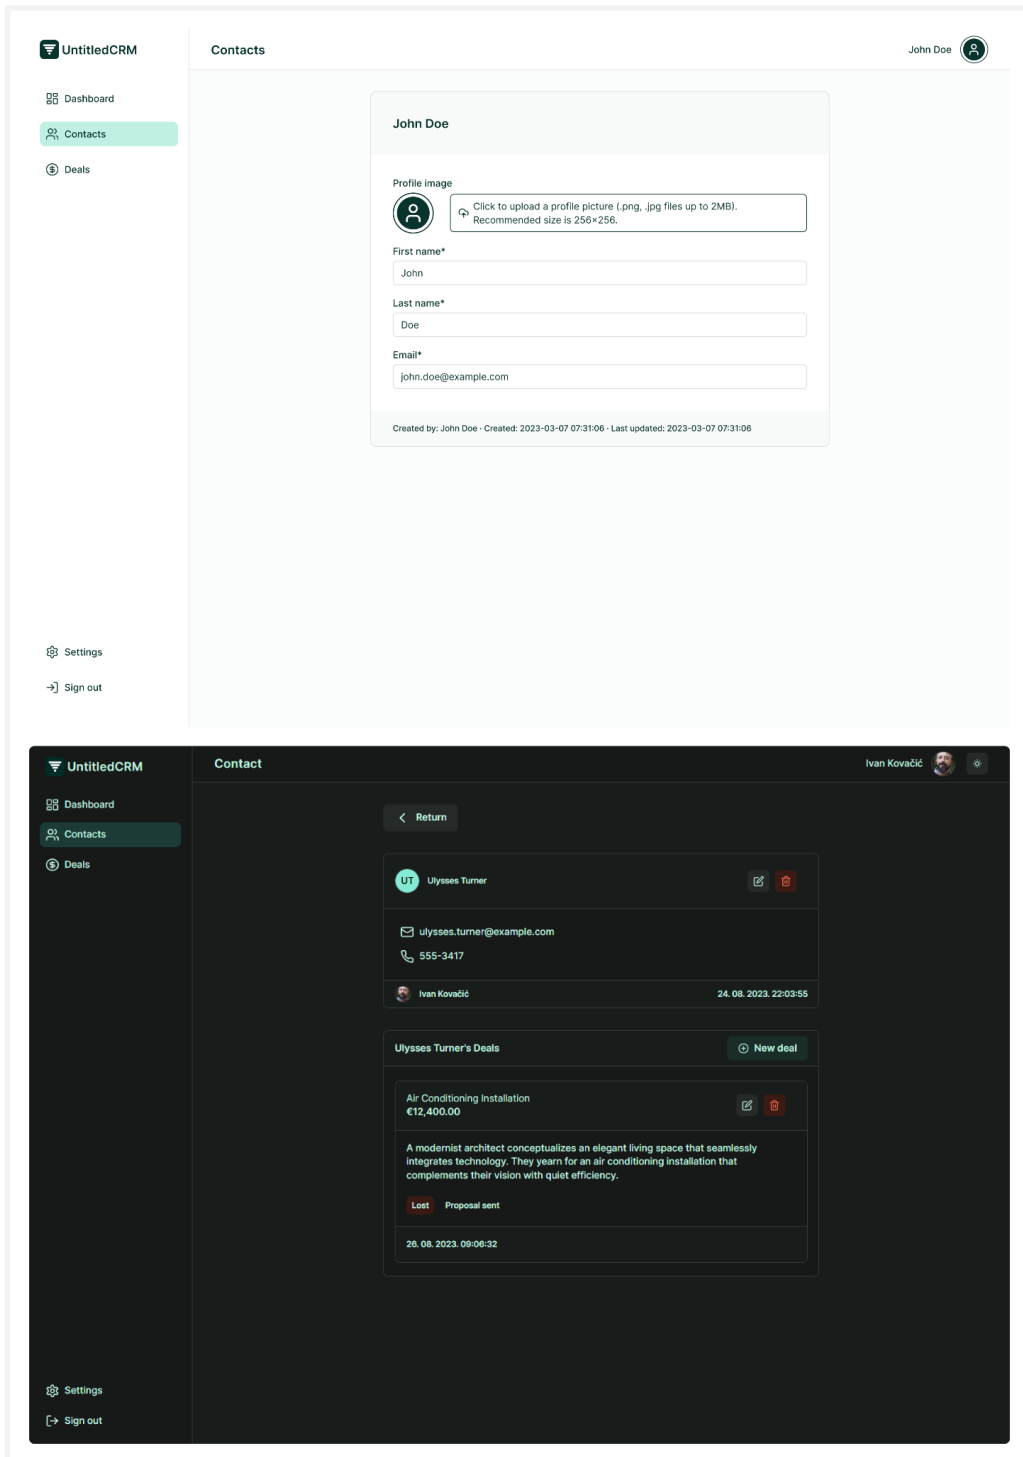 UntitledCRM
Contacts
John Doe
Dashboard
Contacts
Deals
John Doe
Profile image
Click to upload a profile picture (.png, .jpg files up to 2MB).
Recommended size is 256×256.
First name*
John
Last name*
Doe
Email*
john.doe@example.com
Created by: John Doe · Created: 2023-03-07 07:31:06 · Last updated: 2023-03-07 07:31:06
Settings
Sign out
UntitledCRM
Contact
Ivan Kovačić
Dashboard
Contacts
Deals
Return
UT
Ulysses Turner
ulysses.turner@example.com
555-3417
Ivan Kovačić
24. 08. 2023. 22:03:55
Ulysses Turner's Deals
New deal
Air Conditioning Installation
€12,400.00
A modernist architect conceptualizes an elegant living space that seamlessly
integrates technology. They yearn for an air conditioning installation that
complements their vision with quiet efficiency.
Lost
Proposal sent
26. 08. 2023. 09:06:32
Settings
Sign out